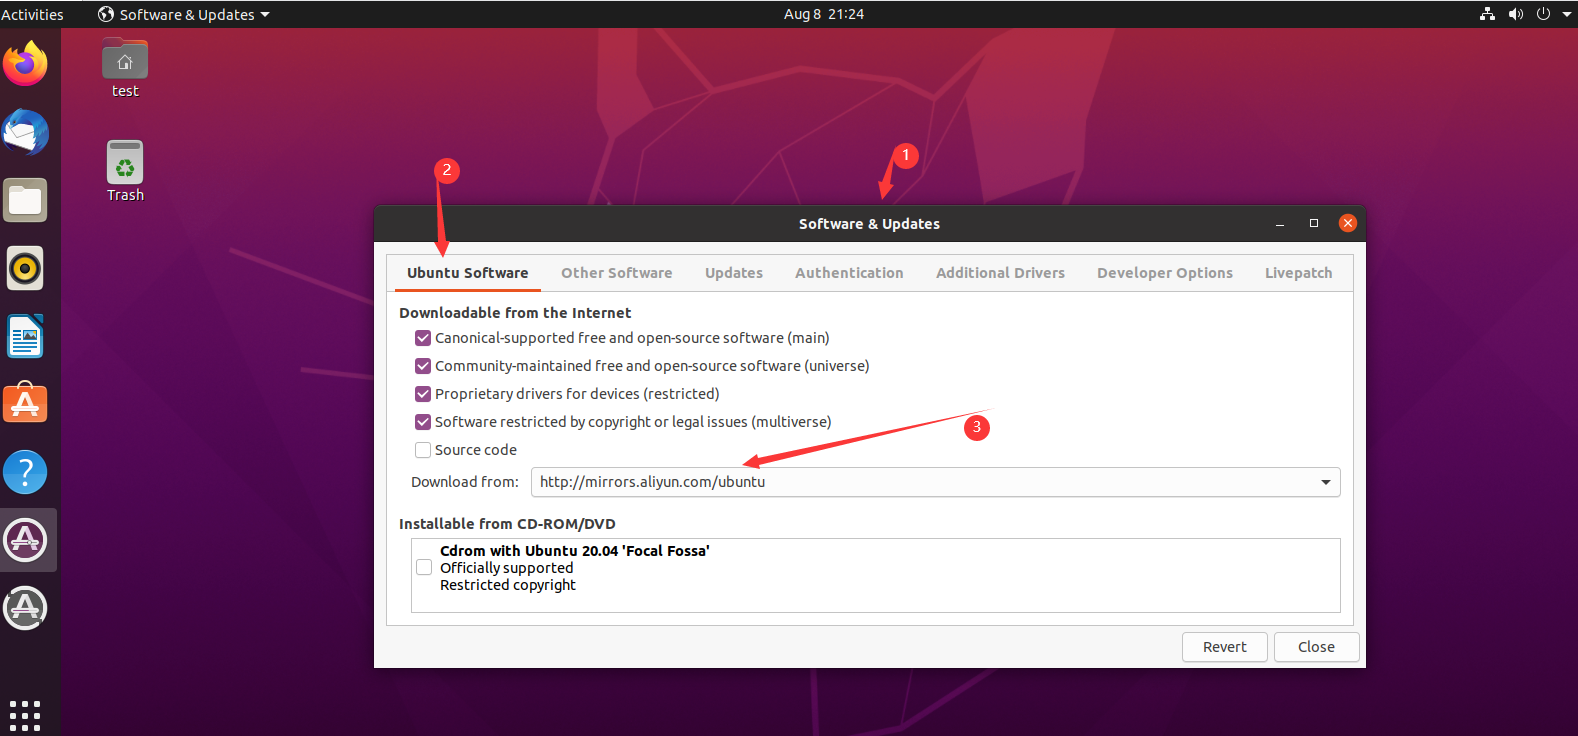 Activities
Software & Updates
Aug 8 21:24
test
Trash
1
2
Software & Updates
Ubuntu Software
Other Software
Updates
Authentication
Additional Drivers
Developer Options
Livepatch
Downloadable from the Internet
Canonical-supported free and open-source software (main)
Community-maintained free and open-source software (universe)
Proprietary drivers for devices (restricted)
Software restricted by copyright or legal issues (multiverse)
3
Source code
Download from: http://mirrors.aliyun.com/ubuntu
Installable from CD-ROM/DVD
Cdrom with Ubuntu 20.04 'Focal Fossa'
Officially supported
Restricted copyright
Revert
Close